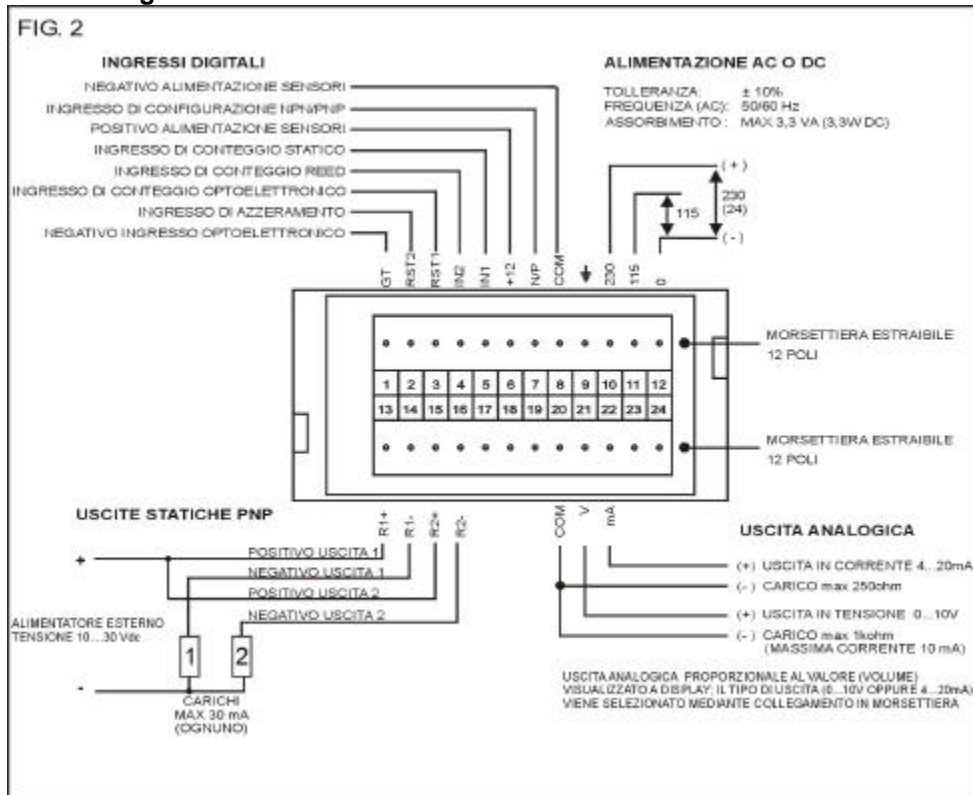 FIG. 2
INGRESSI DIGITALI
NEGATIVO ALIMENTAZIONE SENSORI
INGRESSO DI CONFIGURAZIONE NPN/PNP
POSITIVO ALIMENTAZIONE SENSORI
INGRESSO DI CONTEGGIO STATICO
INGRESSO DI CONTEGGIO REED
INGRESSO DI CONTEGGIO OPTOELETTRONICO
INGRESSO DI AZZERAMENTO
NEGATIVO INGRESSO OPTOELETTRONICO
ALIMENTAZIONE AC O DC
TOLLERANZA: ± 10%
FREQUENZA (AC): 50/60 Hz
ASSORBIMENTO : MAX 3,3 VA (3,3W DC)
(+)
230
(24)
115
(-)
GT RST2 RST1 IN2 IN1 +12 N/P COM 230 115 0
MORSETTIERA ESTRAIBILE
12 POLI
1 2 3 4 5 6 7 8 9 10 11 12
13 14 15 16 17 18 19 20 21 22 23 24
MORSETTIERA ESTRAIBILE
12 POLI
R1+ R1- R2+ R2- COM V mA
USCITE STATICHE PNP
+
POSITIVO USCITA 1
NEGATIVO USCITA 1
POSITIVO USCITA 2
NEGATIVO USCITA 2
ALIMENTATORE ESTERNO
TENSIONE 10...30 Vdc
1 2
-
CARICHI
MAX 30 mA
(OGNUNO)
USCITA ANALOGICA
(+) USCITA IN CORRENTE 4...20mA
(-) CARICO max 250ohm
(+) USCITA IN TENSIONE 0...10V
(-) CARICO max 1kohm
(MASSIMA CORRENTE 10 mA)
USCITA ANALOGICA PROPORZIONALE AL VALORE (VOLUME)
VISUALIZZATO A DISPLAY; IL TIPO DI USCITA (0...10V OPPURE 4...20mA)
VIENE SELEZIONATO MEDIANTE COLLEGAMENTO IN MORSETTIERA